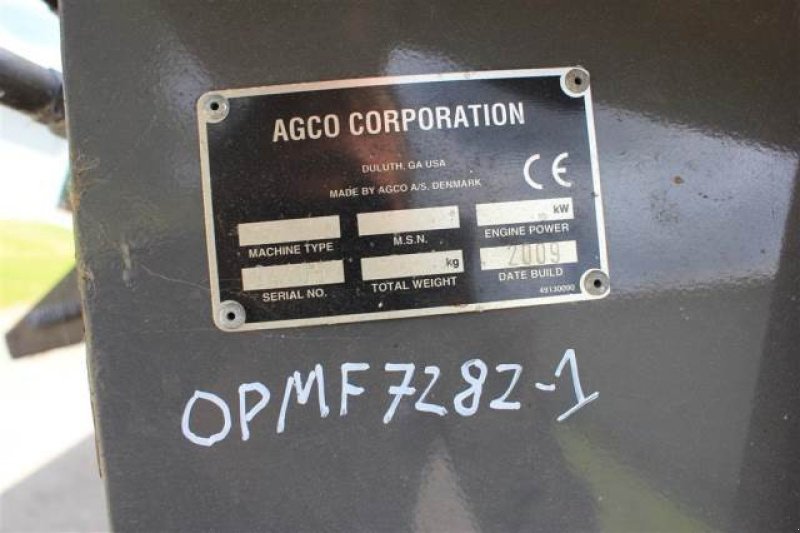 AGCO CORPORATION
DULUTH, GA USA
MADE BY AGCO A/S. DENMARK
CE
kW
MACHINE TYPE
M.S.N.
ENGINE POWER
kg
2009
SERIAL NO.
TOTAL WEIGHT
DATE BUILD
49130090
OPMF7282-1